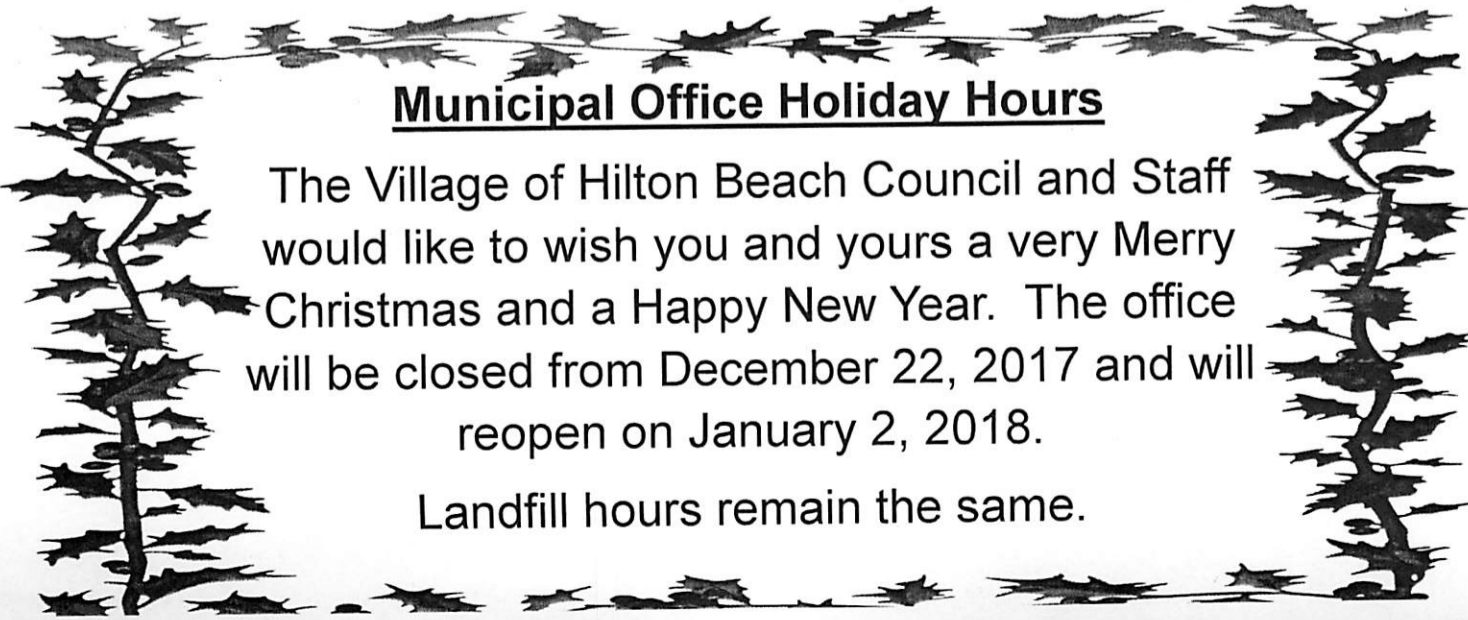 Municipal Office Holiday Hours
The Village of Hilton Beach Council and Staff
would like to wish you and yours a very Merry
Christmas and a Happy New Year.  The office
will be closed from December 22, 2017 and will
reopen on January 2, 2018.
Landfill hours remain the same.